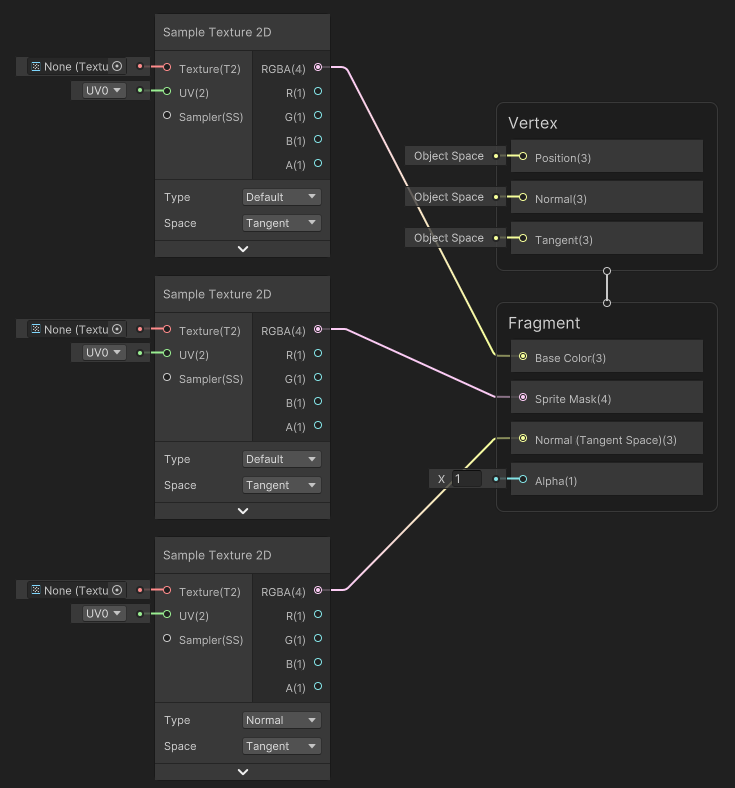 Sample Texture 2D
None (Textu
Texture(T2)
RGBA(4)
UV0
UV(2)
R(1)
Sampler(SS)
G(1)
B(1)
A(1)
Type
Default
Space
Tangent
Sample Texture 2D
None (Textu
Texture(T2)
RGBA(4)
UV0
UV(2)
R(1)
Sampler(SS)
G(1)
B(1)
A(1)
Type
Default
Space
Tangent
Sample Texture 2D
None (Textu
Texture(T2)
RGBA(4)
UV0
UV(2)
R(1)
Sampler(SS)
G(1)
B(1)
A(1)
Type
Normal
Space
Tangent
Vertex
Object Space
Position(3)
Object Space
Normal(3)
Object Space
Tangent(3)
Fragment
Base Color(3)
Sprite Mask(4)
Normal (Tangent Space)(3)
X 1
Alpha(1)